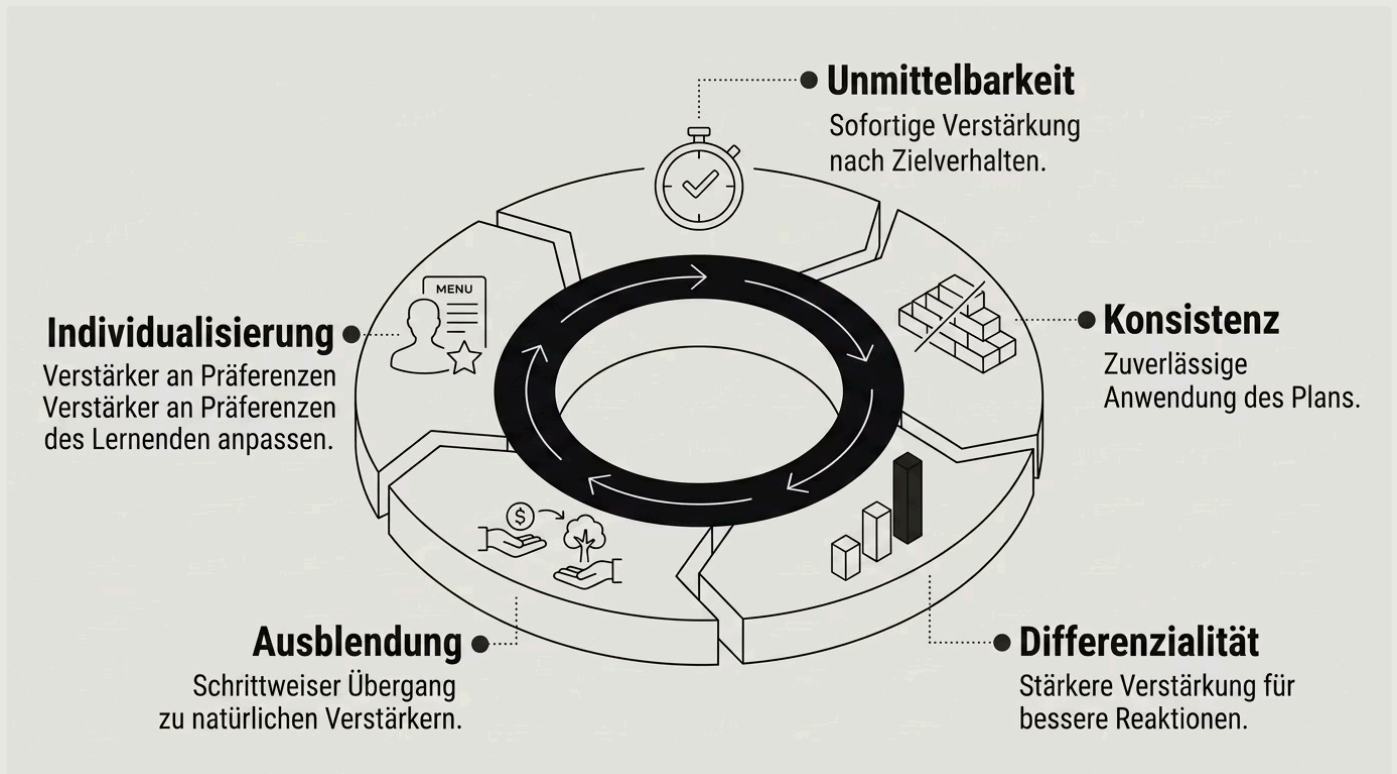 Unmittelbarkeit
Sofortige Verstärkung
nach Zielverhalten.
MENU
Individualisierung
Verstärker an Präferenzen
Verstärker an Präferenzen
des Lernenden anpassen.
Konsistenz
Zuverlässige
Anwendung des Plans.
$
Ausblendung
Schrittweiser Übergang
zu natürlichen Verstärkern.
Differenzialität
Stärkere Verstärkung für
bessere Reaktionen.